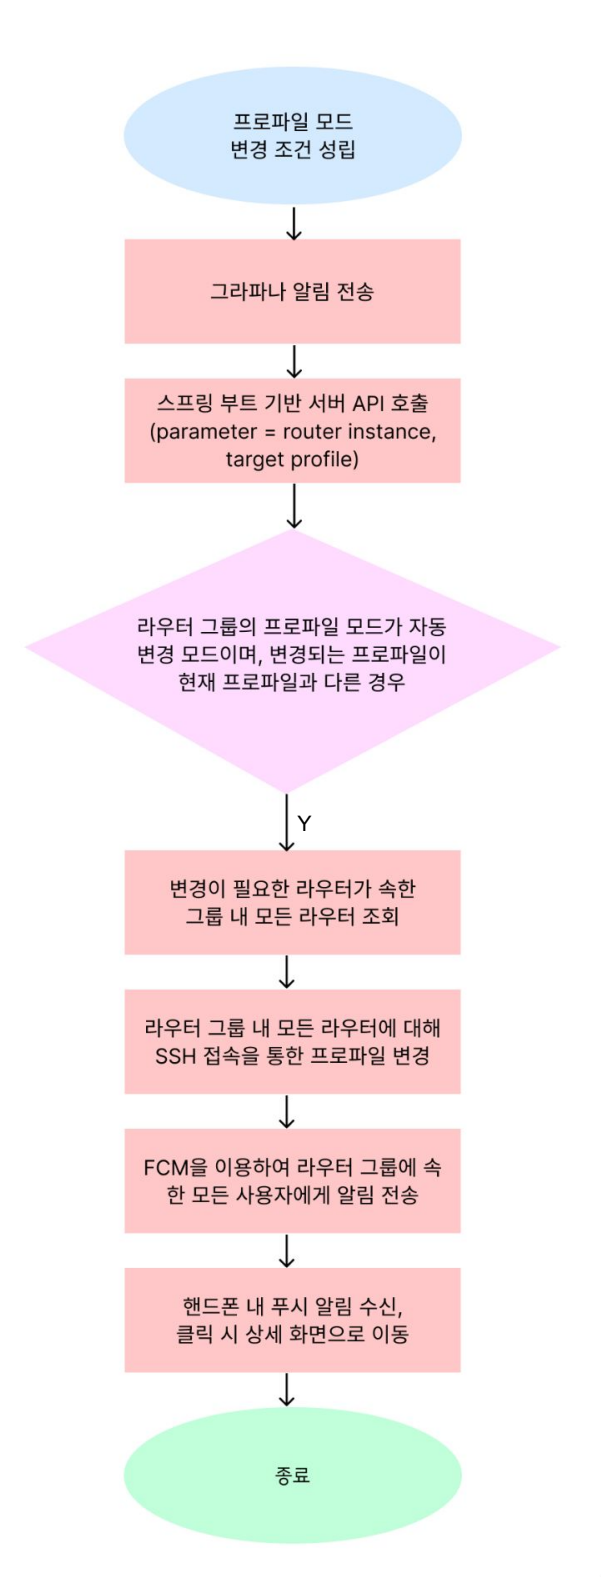 프로파일 모드
변경 조건 성립
그라파나 알림 전송
스프링 부트 기반 서버 API 호출
(parameter = router instance,
target profile)
라우터 그룹의 프로파일 모드가 자동
변경 모드이며, 변경되는 프로파일이
현재 프로파일과 다른 경우
Y
변경이 필요한 라우터가 속한
그룹 내 모든 라우터 조회
라우터 그룹 내 모든 라우터에 대해
SSH 접속을 통한 프로파일 변경
FCM을 이용하여 라우터 그룹에 속
한 모든 사용자에게 알림 전송
핸드폰 내 푸시 알림 수신,
클릭 시 상세 화면으로 이동
종료